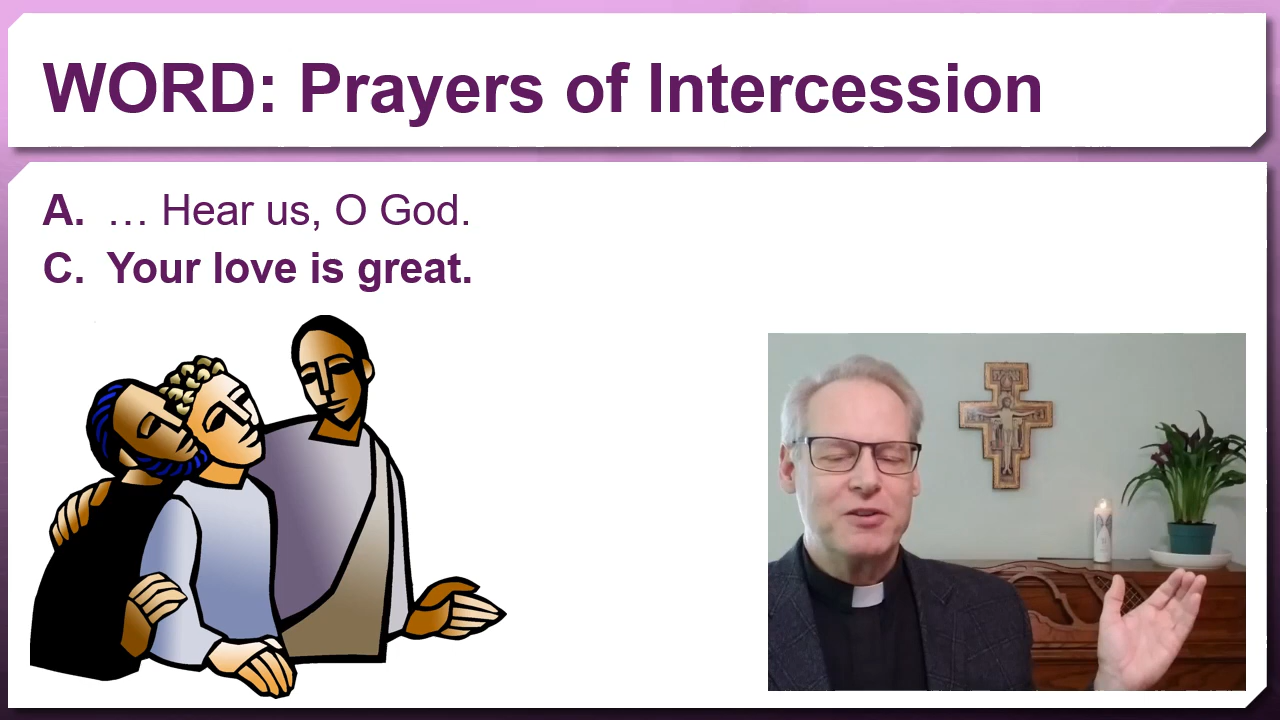 WORD: Prayers of Intercession
A. … Hear us, O God.
C. Your love is great.